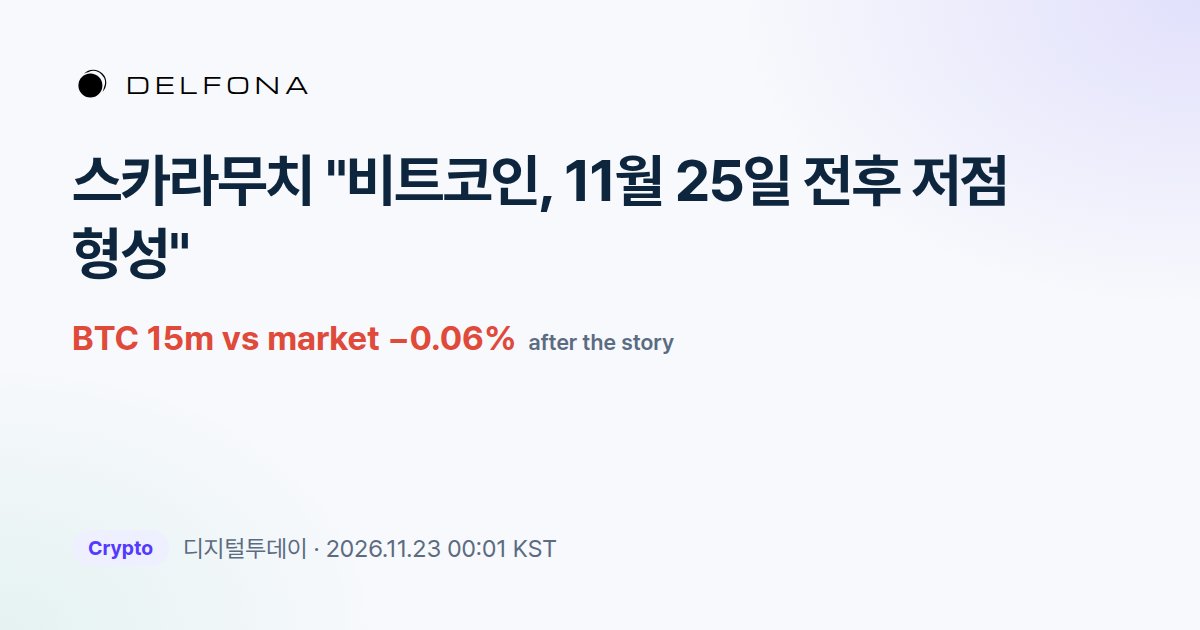 DELFONA
스카라무치 "비트코인, 11월 25일 전후 저점
형성"
BTC 15m vs market −0.06% after the story
Crypto 디지털투데이 · 2026.11.23 00:01 KST